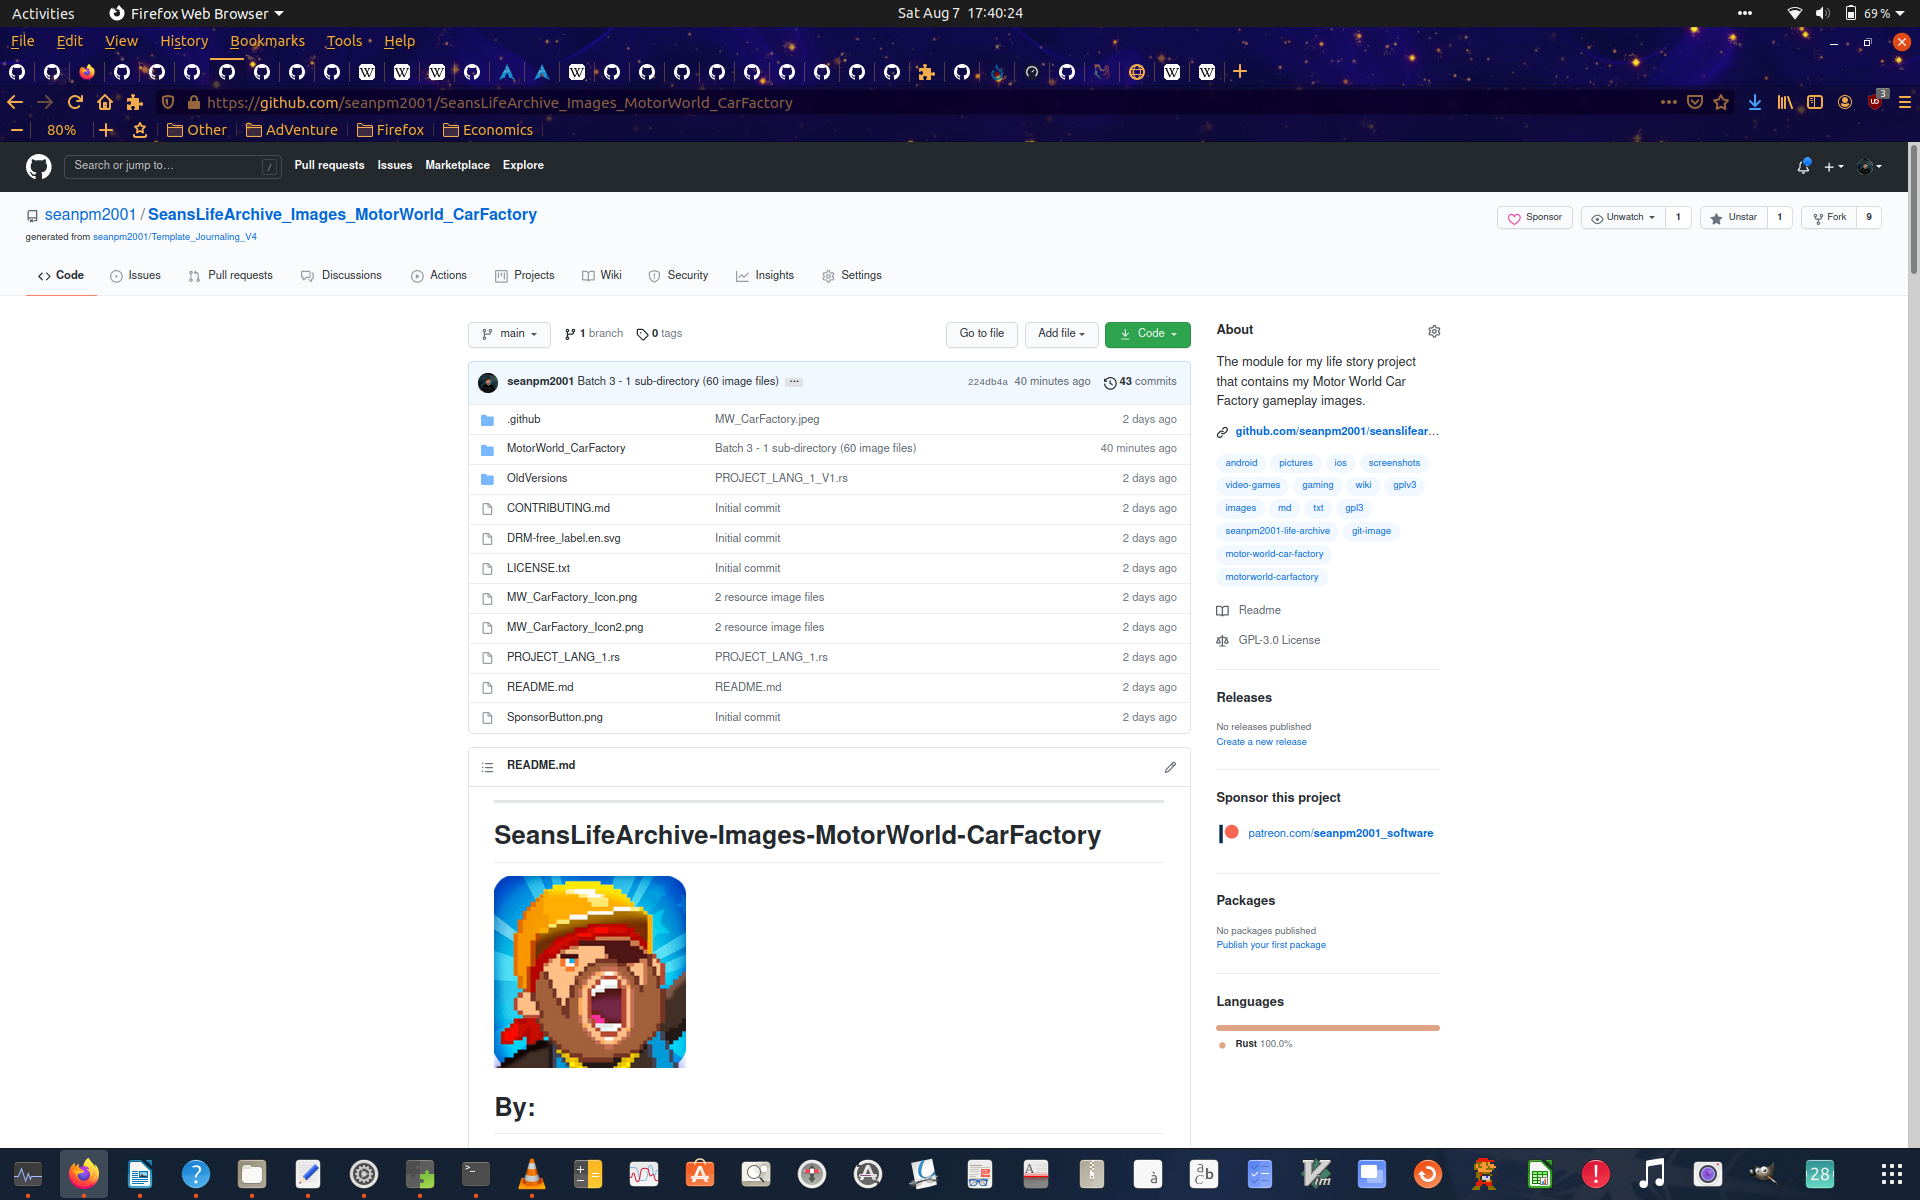 Activities Firefox Web Browser Sat Aug 7 17:40:24 69 %
File Edit View History Bookmarks Tools Help
https://github.com/seanpm2001/SeansLifeArchive_Images_MotorWorld_CarFactory 3
80% Other AdVenture Firefox Economics
Search or jump to… / Pull requests Issues Marketplace Explore
seanpm2001 / SeansLifeArchive_Images_MotorWorld_CarFactory Sponsor Unwatch 1 Unstar 1 Fork 9
generated from seanpm2001/Template_Journaling_V4
Code Issues Pull requests Discussions Actions Projects Wiki Security Insights Settings
main 1 branch 0 tags Go to file Add file Code
seanpm2001 Batch 3 - 1 sub-directory (60 image files) ... 224db4a 40 minutes ago 43 commits
.github MW_CarFactory.jpeg 2 days ago
MotorWorld_CarFactory Batch 3 - 1 sub-directory (60 image files) 40 minutes ago
OldVersions PROJECT_LANG_1_V1.rs 2 days ago
CONTRIBUTING.md Initial commit 2 days ago
DRM-free_label.en.svg Initial commit 2 days ago
LICENSE.txt Initial commit 2 days ago
MW_CarFactory_Icon.png 2 resource image files 2 days ago
MW_CarFactory_Icon2.png 2 resource image files 2 days ago
PROJECT_LANG_1.rs PROJECT_LANG_1.rs 2 days ago
README.md README.md 2 days ago
SponsorButton.png Initial commit 2 days ago
README.md
SeansLifeArchive-Images-MotorWorld-CarFactory
By:
About
The module for my life story project
that contains my Motor World Car
Factory gameplay images.
github.com/seanpm2001/seanslifear…
android pictures ios screenshots
video-games gaming wiki gplv3
images md txt gpl3
seanpm2001-life-archive git-image
motor-world-car-factory
motorworld-carfactory
Readme
GPL-3.0 License
Releases
No releases published
Create a new release
Sponsor this project
patreon.com/seanpm2001_software
Packages
No packages published
Publish your first package
Languages
Rust 100.0%
28